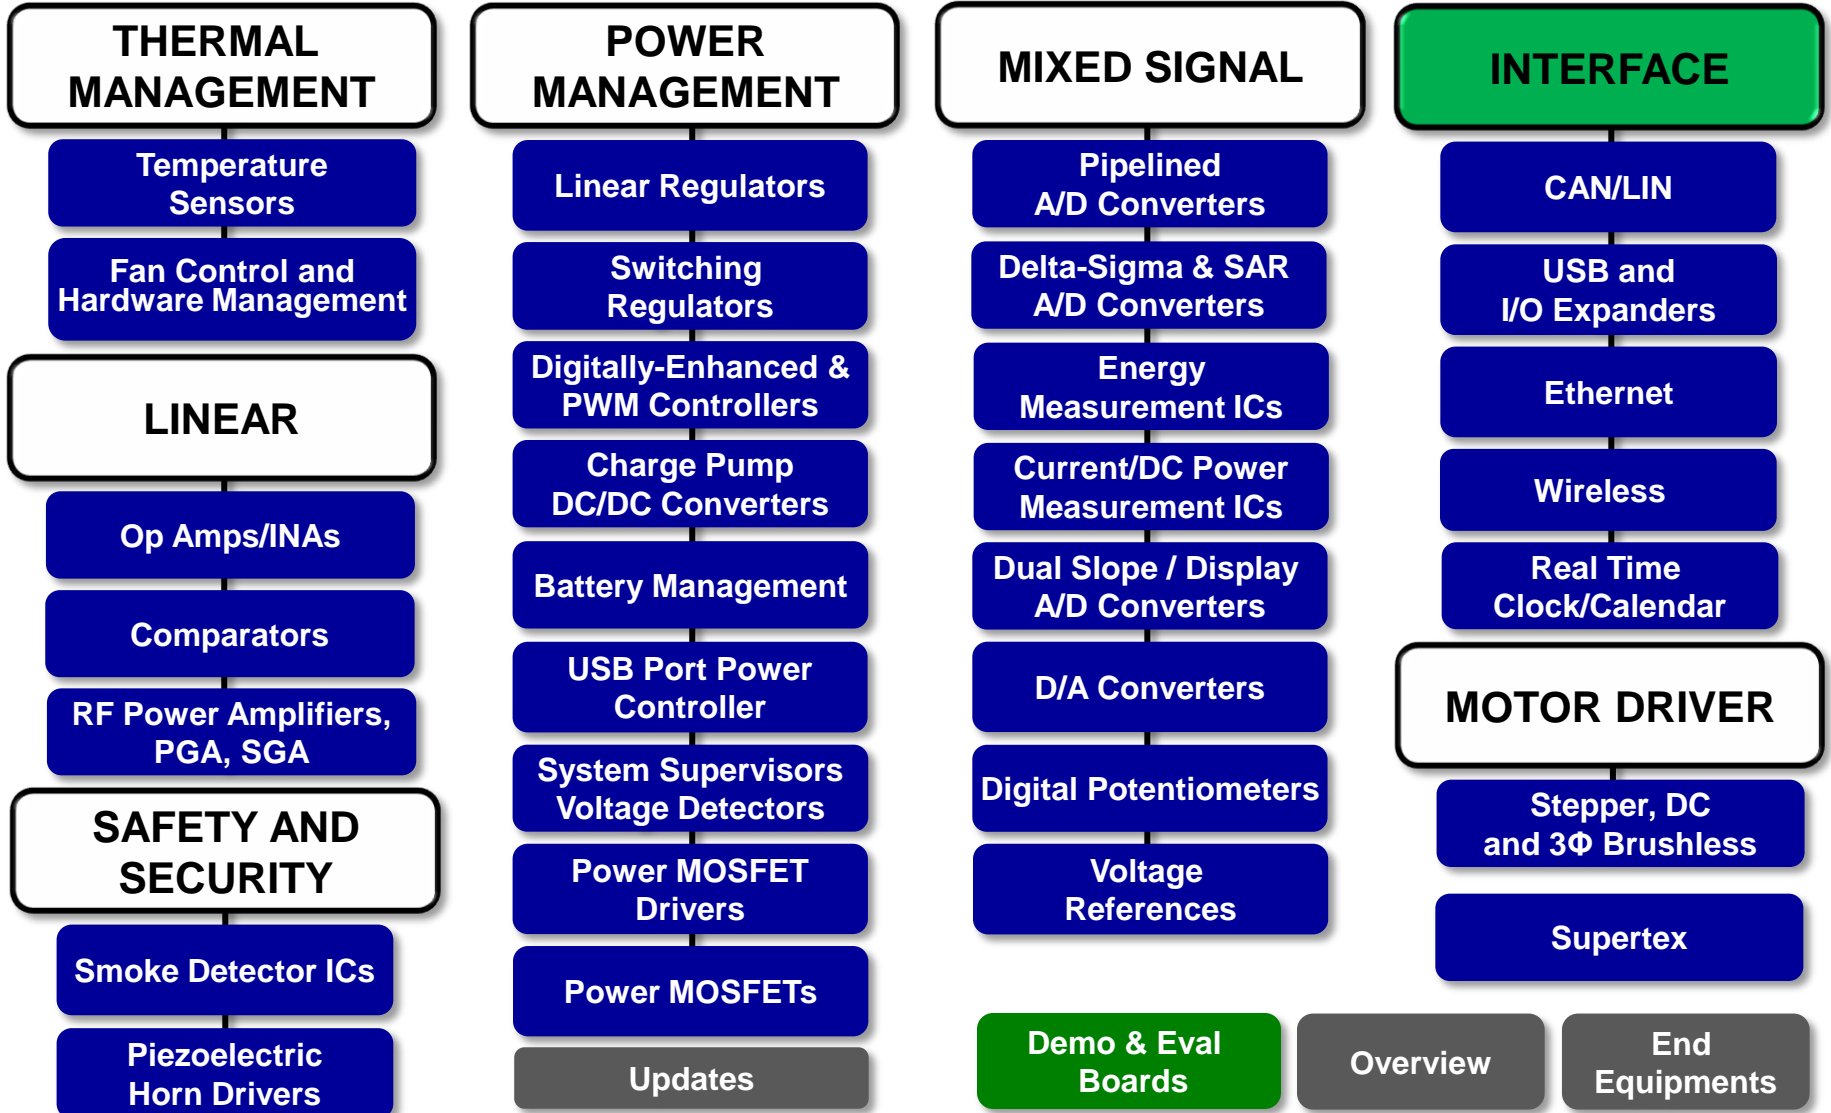 THERMAL
MANAGEMENT
Temperature
Sensors
Fan Control and
Hardware Management
LINEAR
Op Amps/INAs
Comparators
RF Power Amplifiers,
PGA, SGA
SAFETY AND
SECURITY
Smoke Detector ICs
Piezoelectric
Horn Drivers
POWER
MANAGEMENT
Linear Regulators
Switching
Regulators
Digitally-Enhanced &
PWM Controllers
Charge Pump
DC/DC Converters
Battery Management
USB Port Power
Controller
System Supervisors
Voltage Detectors
Power MOSFET
Drivers
Power MOSFETs
Updates
MIXED SIGNAL
Pipelined
A/D Converters
Delta-Sigma & SAR
A/D Converters
Energy
Measurement ICs
Current/DC Power
Measurement ICs
Dual Slope / Display
A/D Converters
D/A Converters
Digital Potentiometers
Voltage
References
INTERFACE
CAN/LIN
USB and
I/O Expanders
Ethernet
Wireless
Real Time
Clock/Calendar
MOTOR DRIVER
Stepper, DC
and 3Φ Brushless
Supertex
Demo & Eval
Boards
Overview
End
Equipments